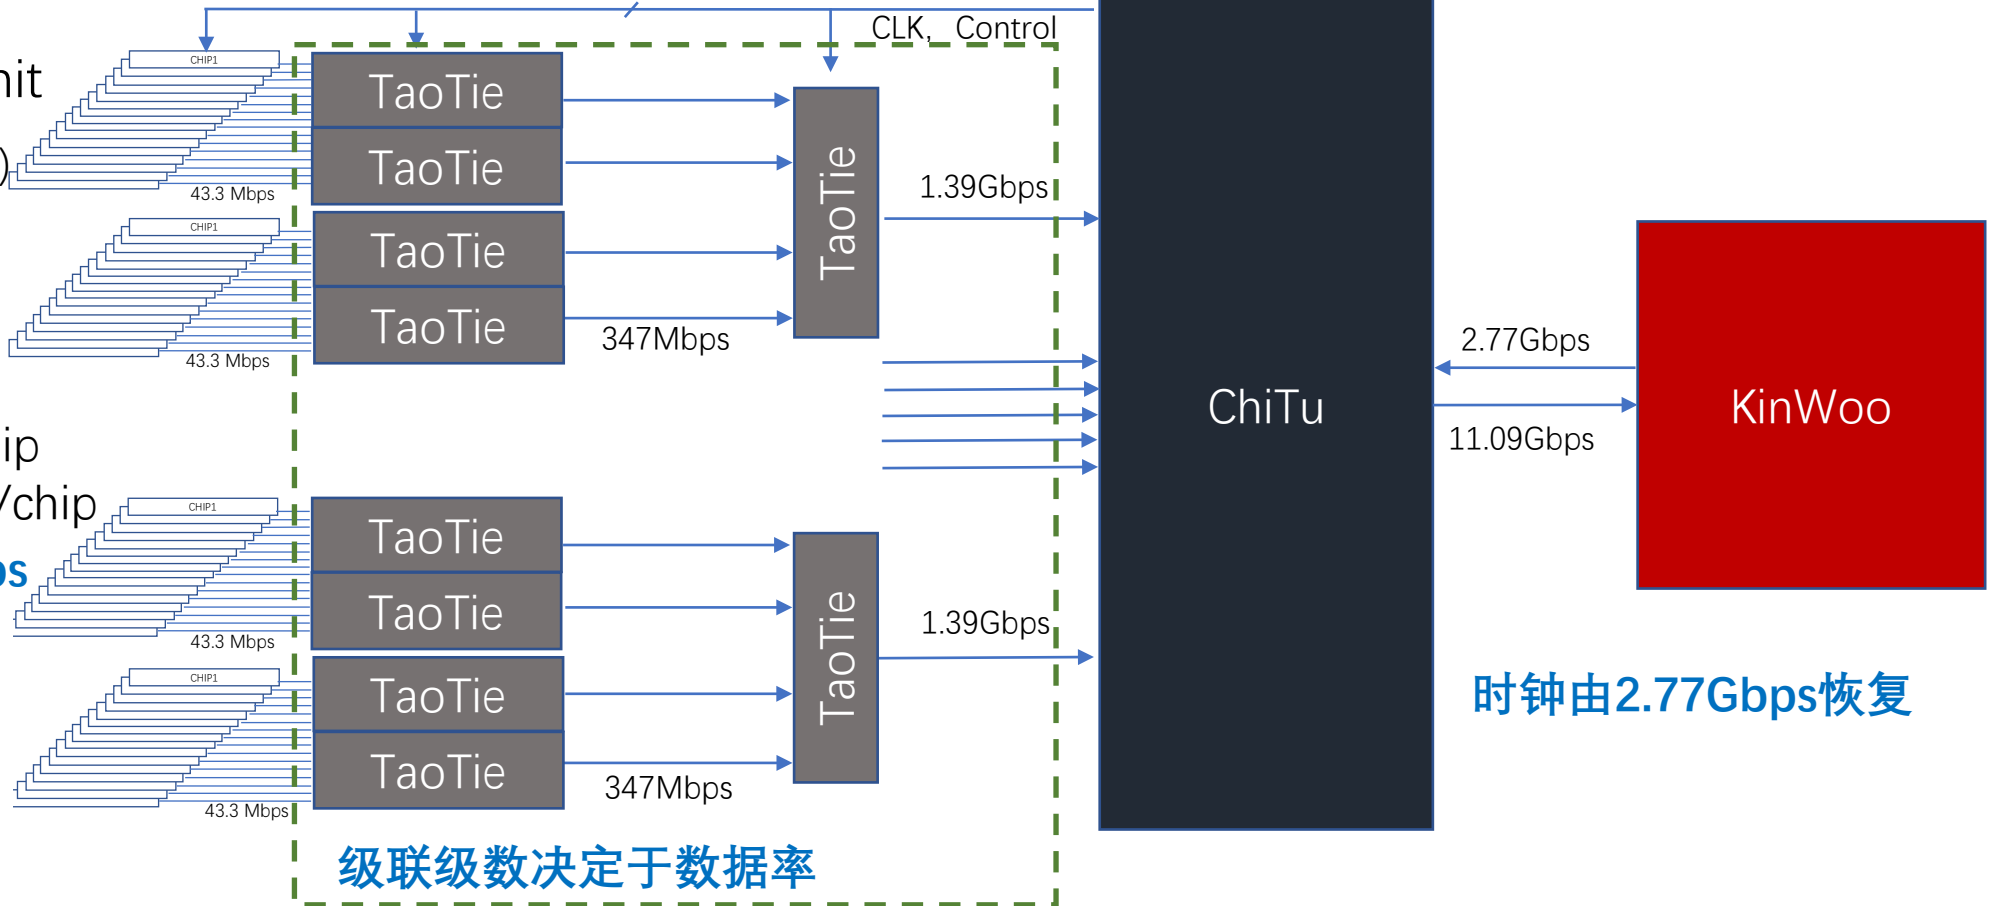 CLK, Control
CHIP1
TaoTie
TaoTie
43.3 Mbps
CHIP1
TaoTie
TaoTie
347Mbps
43.3 Mbps
TaoTie
1.39Gbps
ChiTu
2.77Gbps
11.09Gbps
KinWoo
/chip
CHIP1
TaoTie
TaoTie
43.3 Mbps
CHIP1
TaoTie
TaoTie
347Mbps
43.3 Mbps
TaoTie
1.39Gbps
时钟由2.77Gbps恢复
级联级数决定于数据率